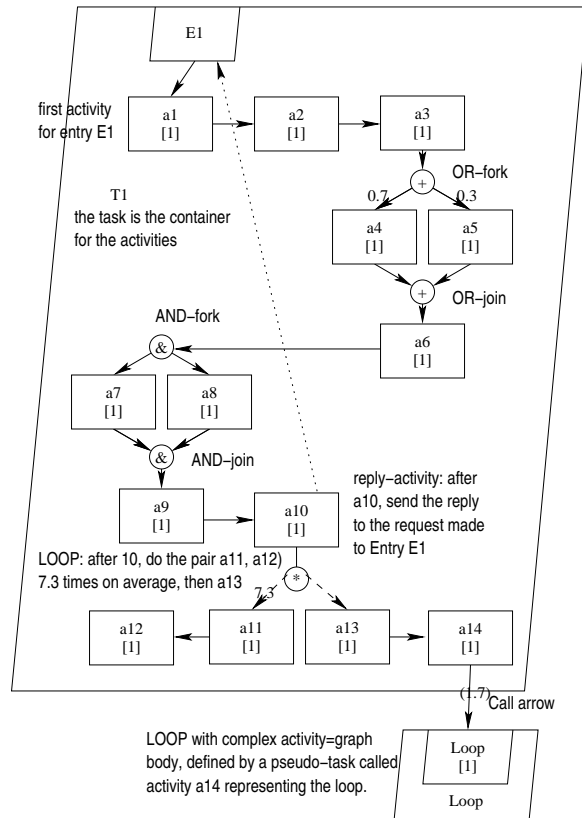 E1
first activity
for entry E1
a1
[1]
a2
[1]
a3
[1]
+
OR-fork
0.7
0.3
T1
the task is the container
for the activities
a4
[1]
a5
[1]
+
OR-join
AND-fork
a6
[1]
&
a7
[1]
a8
[1]
&
AND-join
a9
[1]
a10
[1]
reply-activity: after
a10, send the reply
to the request made
to Entry E1
LOOP: after 10, do the pair a11, a12)
7.3 times on average, then a13
7.3
*
a12
[1]
a11
[1]
a13
[1]
a14
[1]
(1.7)
Call arrow
LOOP with complex activity=graph
body, defined by a pseudo-task called
activity a14 representing the loop.
Loop
[1]
Loop